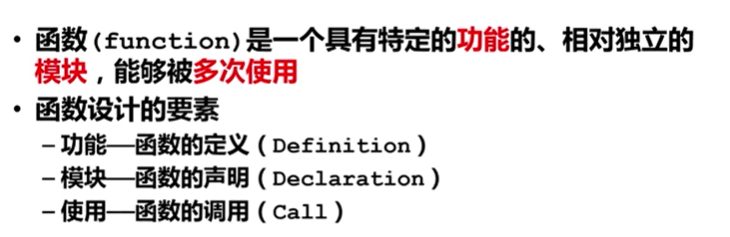 • 函数(function)是一个具有特定的功能的、相对独立的
模块，能够被多次使用
• 函数设计的要素
–功能—函数的定义（Definition）
–模块—函数的声明（Declaration）
–使用—函数的调用（Call）